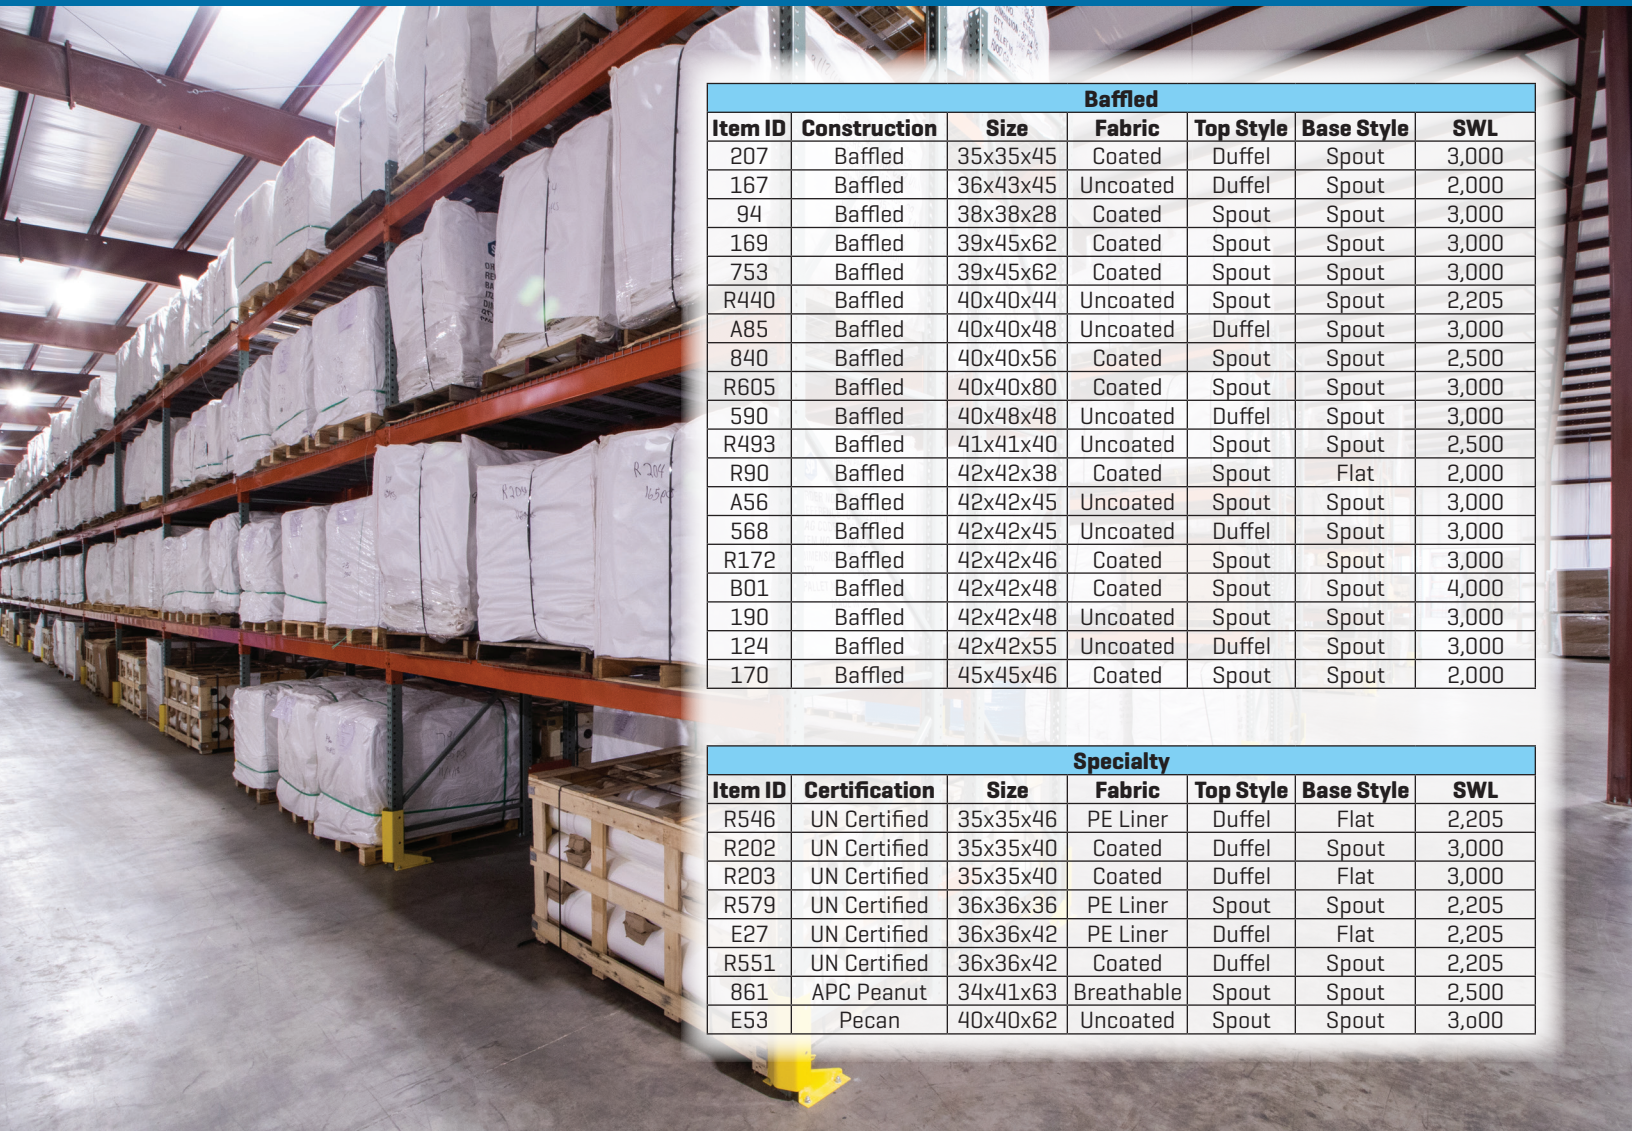 Baffled
Item ID Construction Size Fabric Top Style Base Style SWL
207 Baffled 35x35x45 Coated Duffel Spout 3,000
167 Baffled 36x43x45 Uncoated Duffel Spout 2,000
94 Baffled 38x38x28 Coated Spout Spout 3,000
169 Baffled 39x45x62 Coated Spout Spout 3,000
753 Baffled 39x45x62 Coated Spout Spout 3,000
R440 Baffled 40x40x44 Uncoated Spout Spout 2,205
A85 Baffled 40x40x48 Uncoated Duffel Spout 3,000
840 Baffled 40x40x56 Coated Spout Spout 2,500
R605 Baffled 40x40x80 Coated Spout Spout 3,000
590 Baffled 40x48x48 Uncoated Duffel Spout 3,000
R493 Baffled 41x41x40 Uncoated Spout Spout 2,500
R90 Baffled 42x42x38 Coated Spout Flat 2,000
A56 Baffled 42x42x45 Uncoated Spout Spout 3,000
568 Baffled 42x42x45 Uncoated Duffel Spout 3,000
R172 Baffled 42x42x46 Coated Spout Spout 3,000
B01 Baffled 42x42x48 Coated Spout Spout 4,000
190 Baffled 42x42x48 Uncoated Spout Spout 3,000
124 Baffled 42x42x55 Uncoated Duffel Spout 3,000
170 Baffled 45x45x46 Coated Spout Spout 2,000
Specialty
Item ID Certification Size Fabric Top Style Base Style SWL
R546 UN Certified 35x35x46 PE Liner Duffel Flat 2,205
R202 UN Certified 35x35x40 Coated Duffel Spout 3,000
R203 UN Certified 35x35x40 Coated Duffel Flat 3,000
R579 UN Certified 36x36x36 PE Liner Spout Spout 2,205
E27 UN Certified 36x36x42 PE Liner Duffel Flat 2,205
R551 UN Certified 36x36x42 Coated Duffel Spout 2,205
861 APC Peanut 34x41x63 Breathable Spout Spout 2,500
E53 Pecan 40x40x62 Uncoated Spout Spout 3,o00
R 204
R204